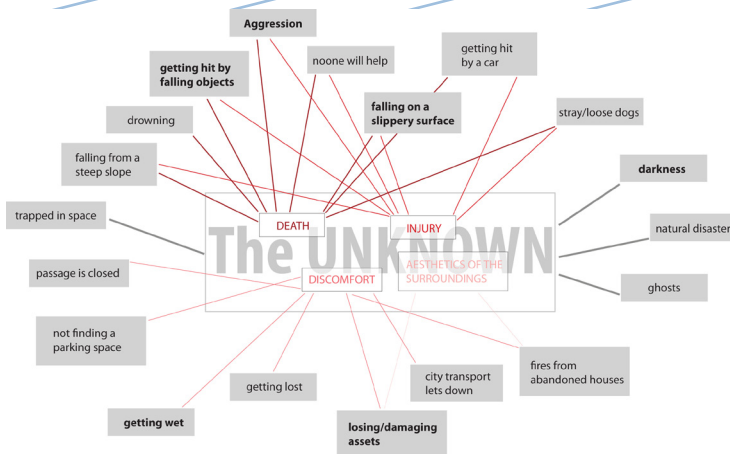 Aggression
getting hit by
falling objects
noone will help
getting hit
by a car
drowning
falling on a
slippery surface
stray/loose dogs
falling from a
steep slope
darkness
trapped in space
DEATH
INJURY
natural disaster
The UNKNOWN
passage is closed
DISCOMFORT
AESTHETICS OF THE
SURROUNDINGS
ghosts
not finding a
parking space
getting lost
city transport
lets down
fires from
abandoned houses
getting wet
losing/damaging
assets